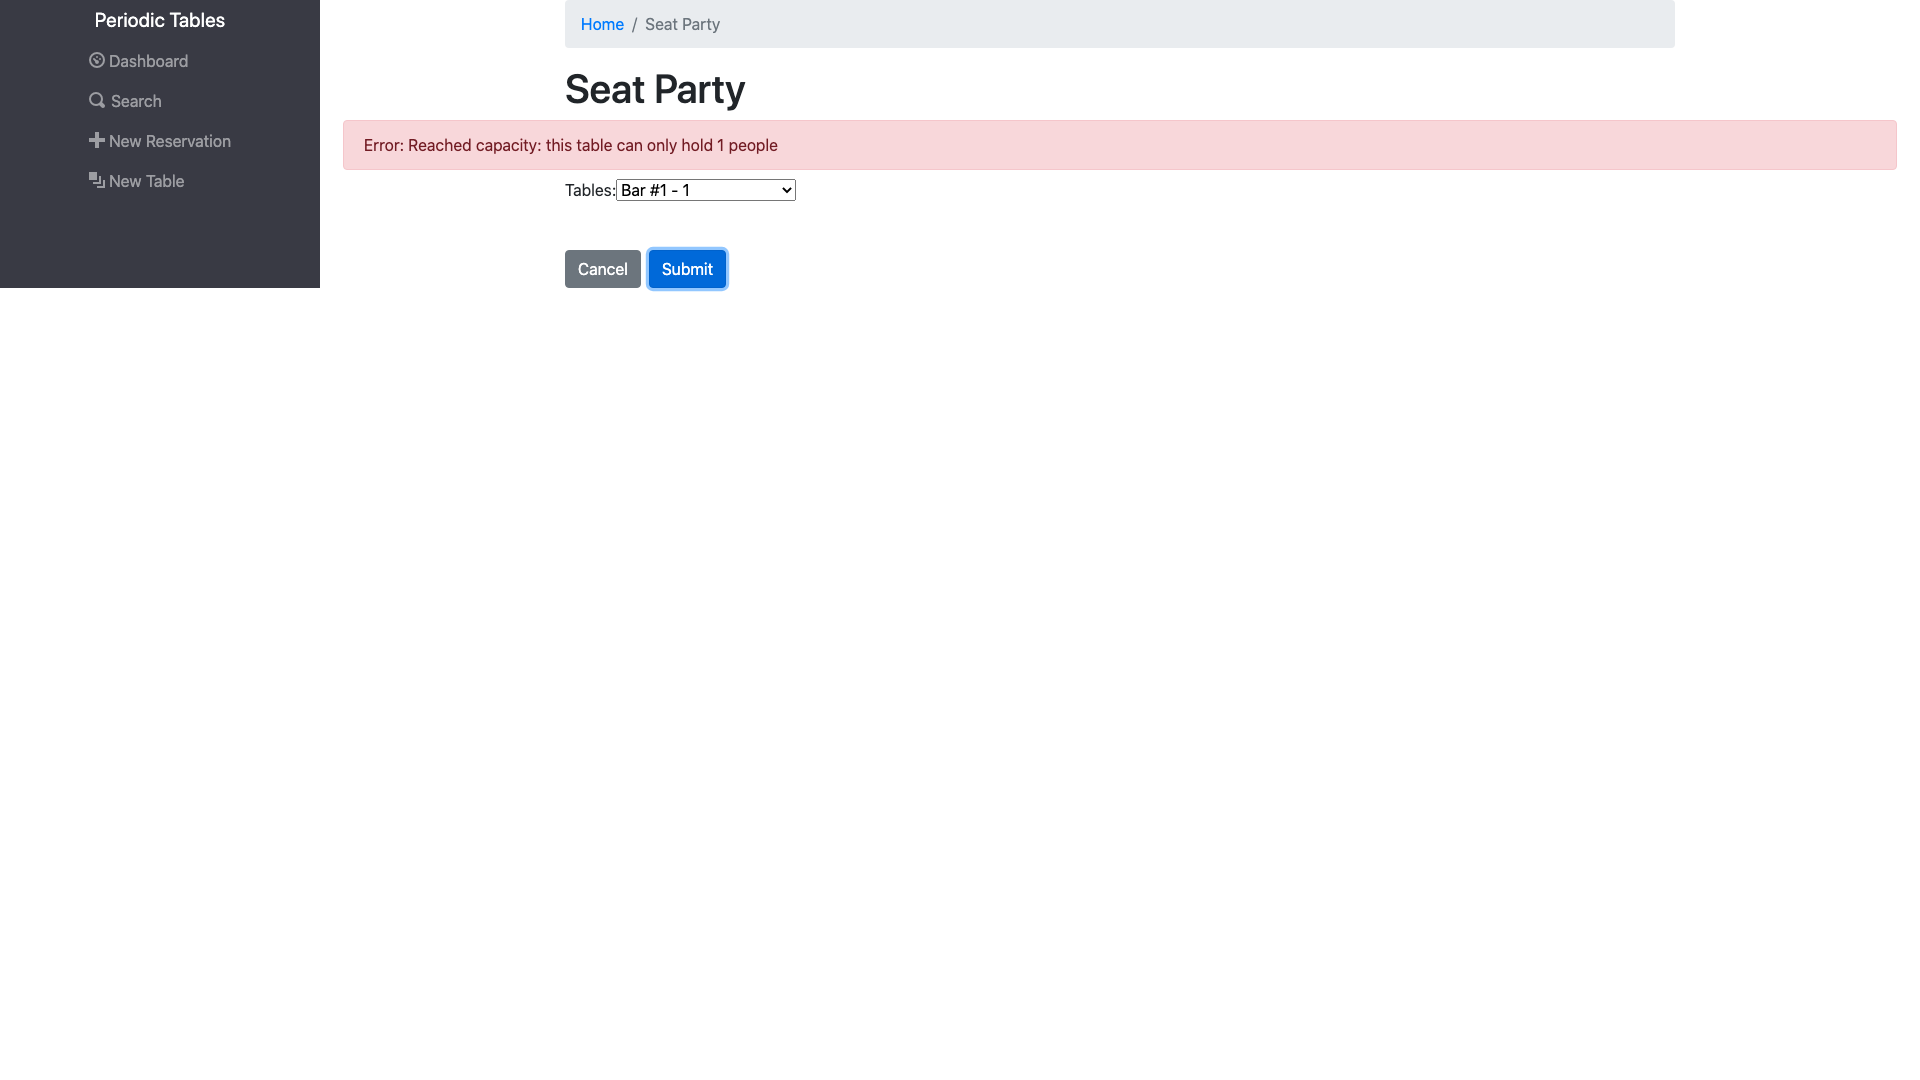 Periodic Tables
Dashboard
Search
New Reservation
New Table
Home / Seat Party
Seat Party
Error: Reached capacity: this table can only hold 1 people
Tables: Bar #1 - 1
Cancel Submit